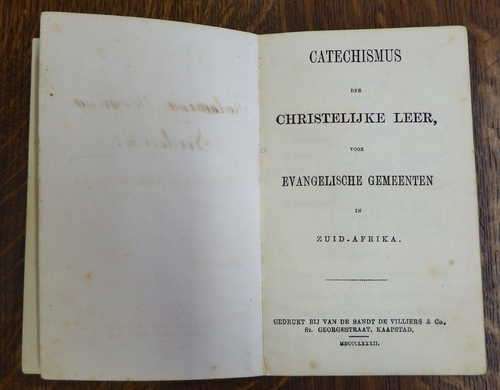 CATECHISMUS
DER
CHRISTELIJKE LEER,
VOOR
EVANGELISCHE GEMEENTEN
IN
ZUID-AFRIKA.
GEDRUKT BIJ VAN DE SANDT DE VILLIERS & Co.,
St. GEORGESTRAAT, KAAPSTAD.
MDCCCLXXXII.